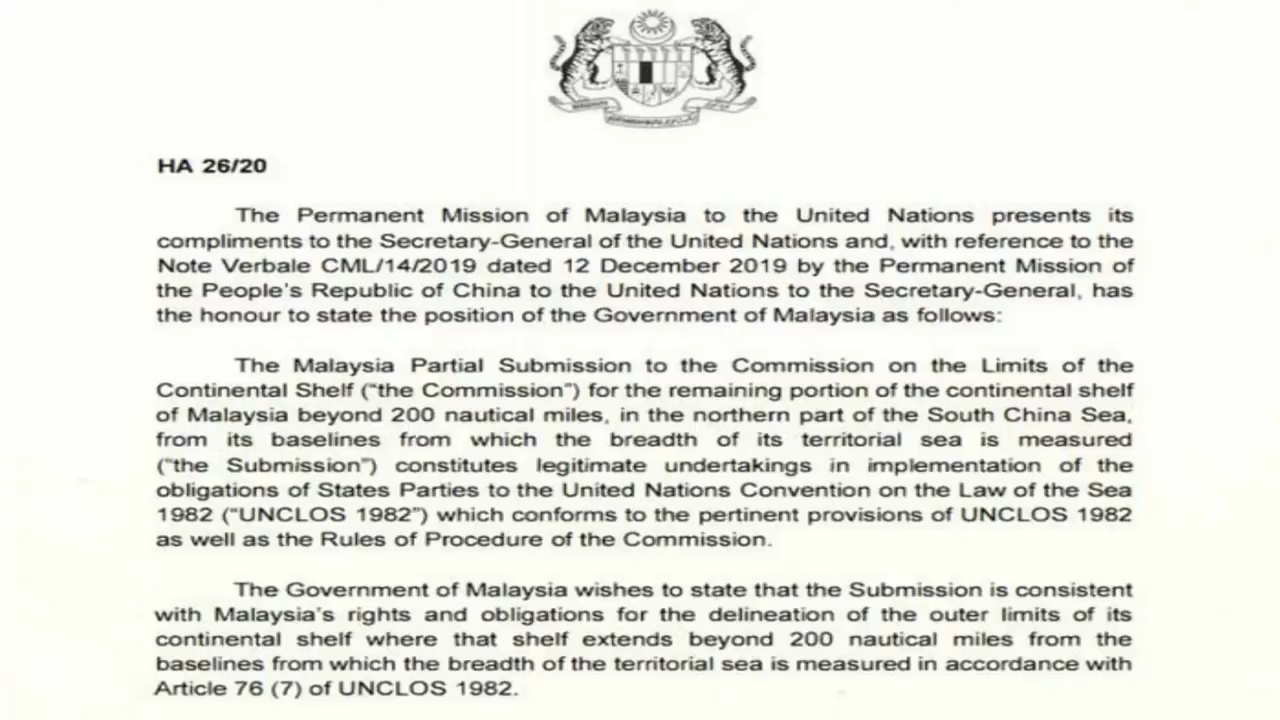 HA 26/20
The Permanent Mission of Malaysia to the United Nations presents its
compliments to the Secretary-General of the United Nations and, with reference to the
Note Verbale CML/14/2019 dated 12 December 2019 by the Permanent Mission of
the People's Republic of China to the United Nations to the Secretary-General, has
the honour to state the position of the Government of Malaysia as follows:
The Malaysia Partial Submission to the Commission on the Limits of the
Continental Shelf ("the Commission") for the remaining portion of the continental shelf
of Malaysia beyond 200 nautical miles, in the northern part of the South China Sea,
from its baselines from which the breadth of its territorial sea is measured
("the Submission") constitutes legitimate undertakings in implementation of the
obligations of States Parties to the United Nations Convention on the Law of the Sea
1982 ("UNCLOS 1982") which conforms to the pertinent provisions of UNCLOS 1982
as well as the Rules of Procedure of the Commission.
The Government of Malaysia wishes to state that the Submission is consistent
with Malaysia's rights and obligations for the delineation of the outer limits of its
continental shelf where that shelf extends beyond 200 nautical miles from the
baselines from which the breadth of the territorial sea is measured in accordance with
Article 76 (7) of UNCLOS 1982.